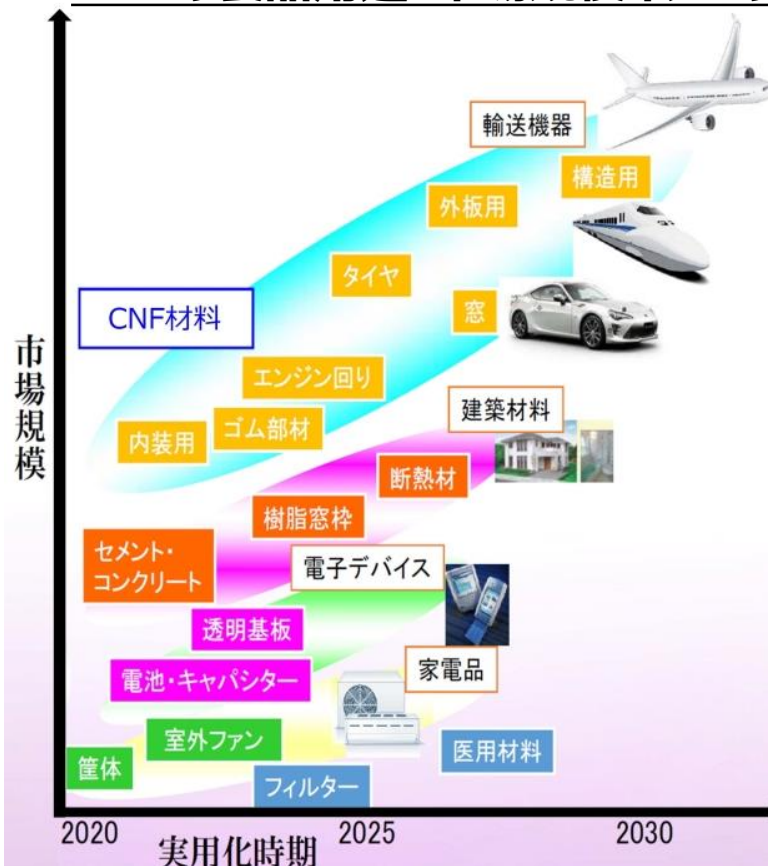 輸送機器
構造用
外板用
タイヤ
窓
CNF材料
エンジン回り
建築材料
ゴム部材
内装用
断熱材
樹脂窓枠
セメント・
コンクリート
電子デバイス
透明基板
家電品
電池・キャパシター
室外ファン
医用材料
筐体
フィルター
市場規模
2020
2025
2030
実用化時期